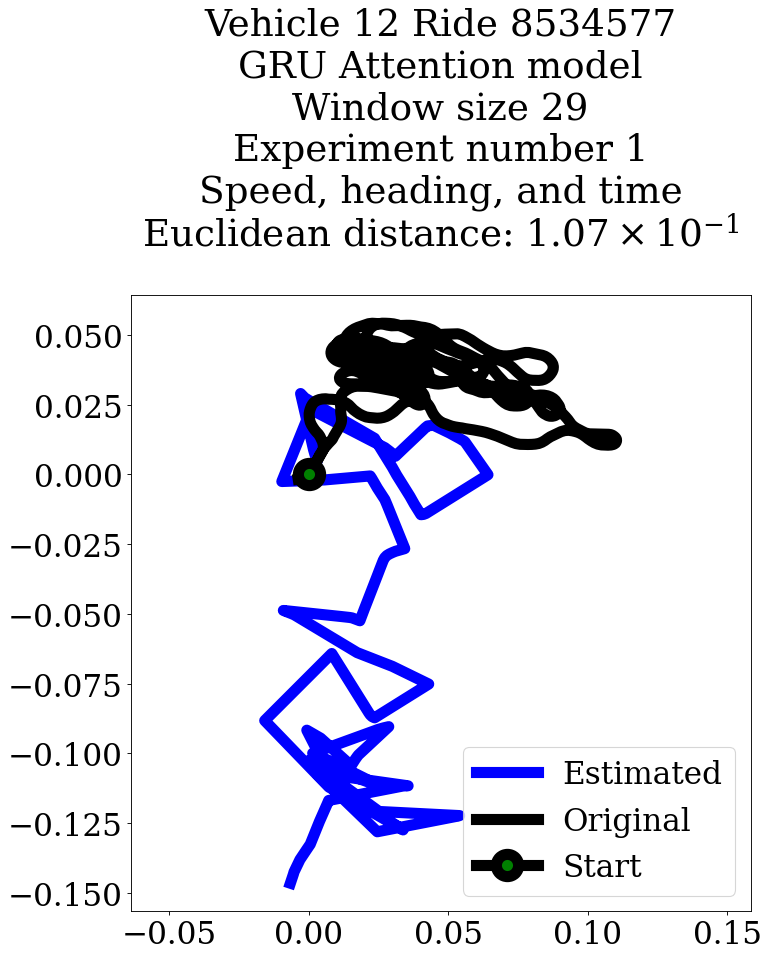 Vehicle 12 Ride 8534577
GRU Attention model
Window size 29
Experiment number 1
Speed, heading, and time
Euclidean distance: 1.07 × 10⁻¹
0.050
0.025
0.000
−0.025
−0.050
−0.075
−0.100
−0.125
−0.150
−0.05 0.00 0.05 0.10 0.15
Estimated
Original
Start